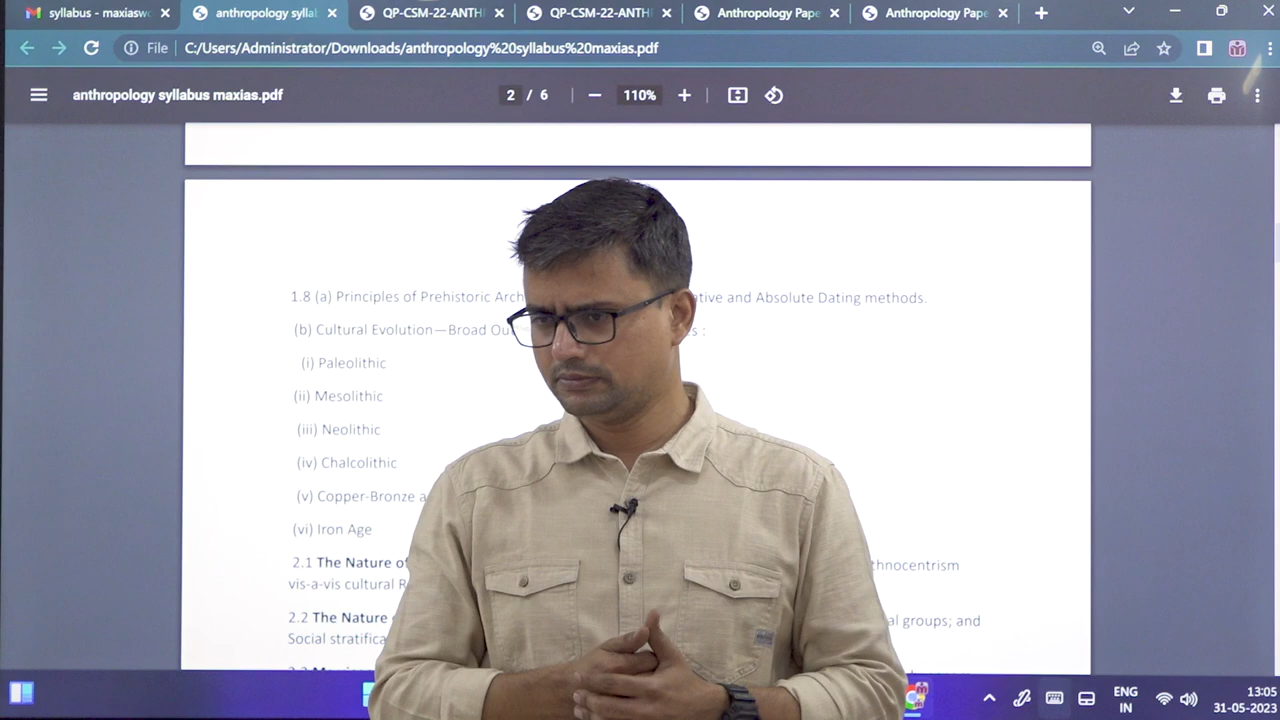 syllabus - maxiasw
anthropology sylla
QP-CSM-22-ANTH
QP-CSM-22-ANTH
Anthropology Pape
Anthropology Pape
File
C:/Users/Administrator/Downloads/anthropology%20syllabus%20maxias.pdf
anthropology syllabus maxias.pdf
2 / 6
110%
1.8 (a) Principles of Prehistoric Arch ative and Absolute Dating methods.
(b) Cultural Evolution—Broad Ou s :
(i) Paleolithic
(ii) Mesolithic
(iii) Neolithic
(iv) Chalcolithic
(v) Copper-Bronze a
(vi) Iron Age
2.1 The Nature of thnocentrism
vis-a-vis cultural R
2.2 The Nature al groups; and
Social stratifica
ENG
IN
13:05
31-05-2023